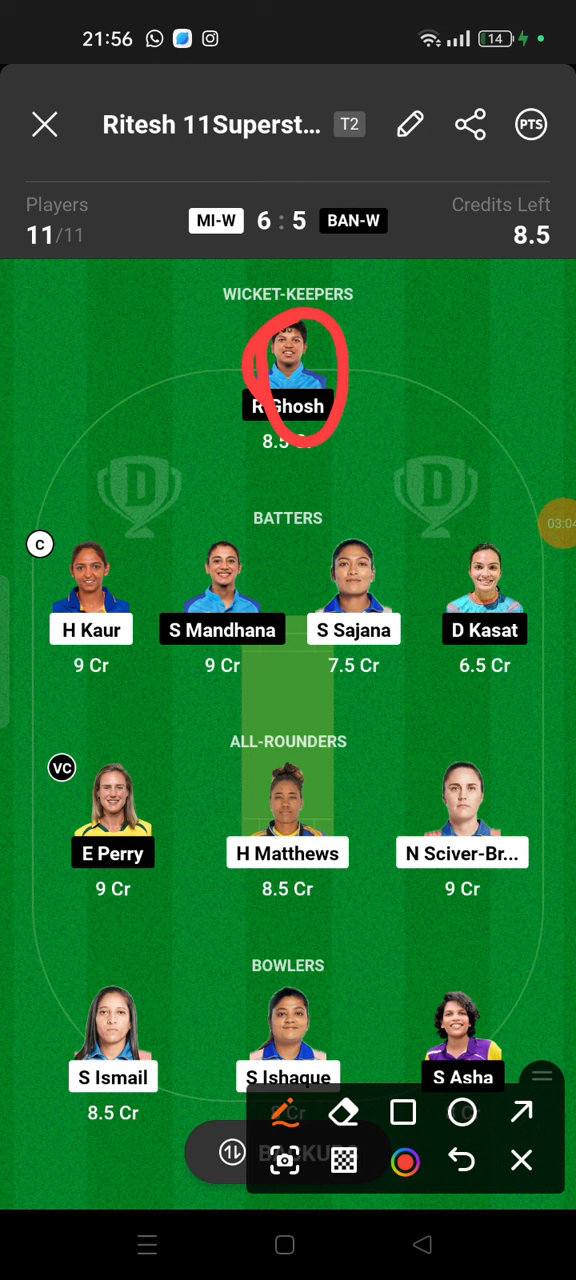 21:56
14
Ritesh 11Superst... T2 PTS
Players Credits Left
11/11 MI-W 6 : 5 BAN-W 8.5
WICKET-KEEPERS
R Ghosh
8.5 Cr
BATTERS
03:04
C
H Kaur S Mandhana S Sajana D Kasat
9 Cr 9 Cr 7.5 Cr 6.5 Cr
ALL-ROUNDERS
VC
E Perry H Matthews N Sciver-Br...
9 Cr 8.5 Cr 9 Cr
BOWLERS
S Ismail S Ishaque S Asha
8.5 Cr Cr
BACKUPS